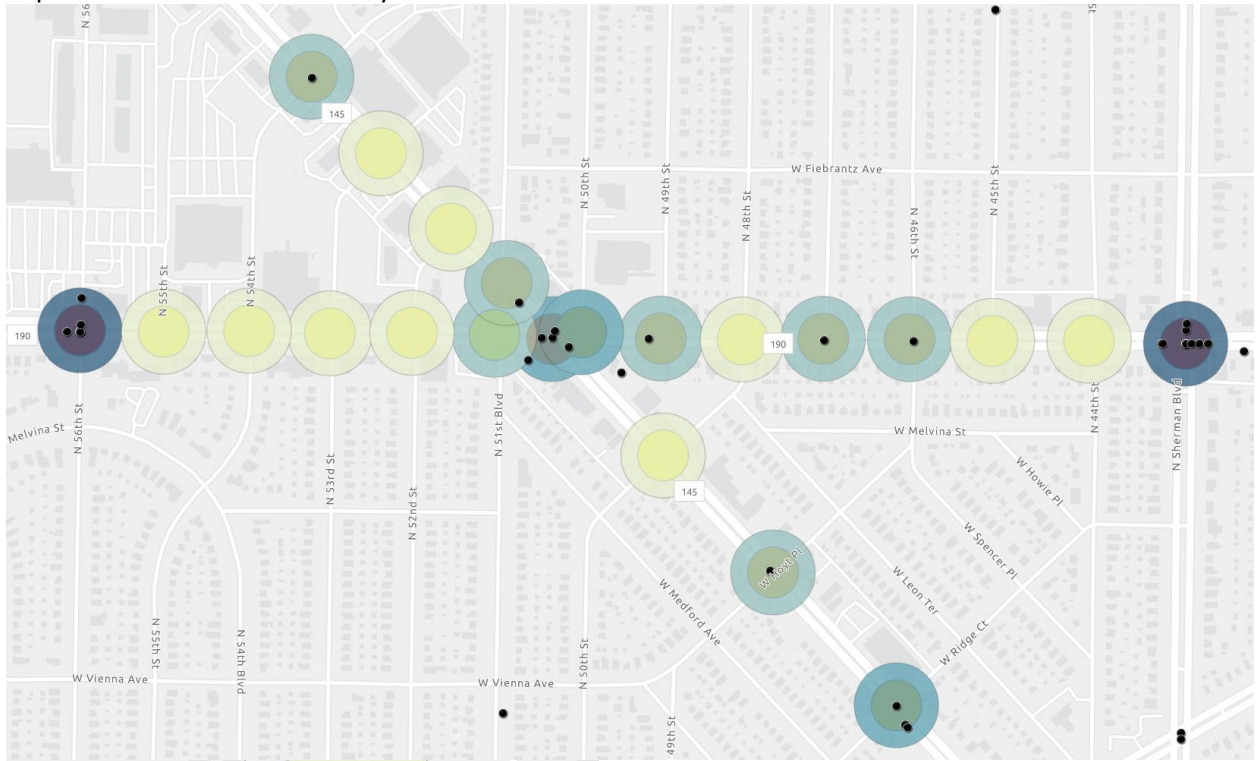 N 56
St
145
N 50th St
W Fiebrantz Ave
N 49th St
N 48th St
N 45th St
N 46th St
N 55th St
N 54th St
190
190
Melvina St
N 56th St
N 51st Blvd
N 44th St
N Sherman Blvd
W Melvina St
N 53rd St
N 52nd St
145
W Howie Pl
W Spencer Pl
W Hoyt Pl
W Leon Ter
W Medford Ave
W Ridge Ct
N 55th St
N 54th Blvd
N 50th St
W Vienna Ave
W Vienna Ave
49th St